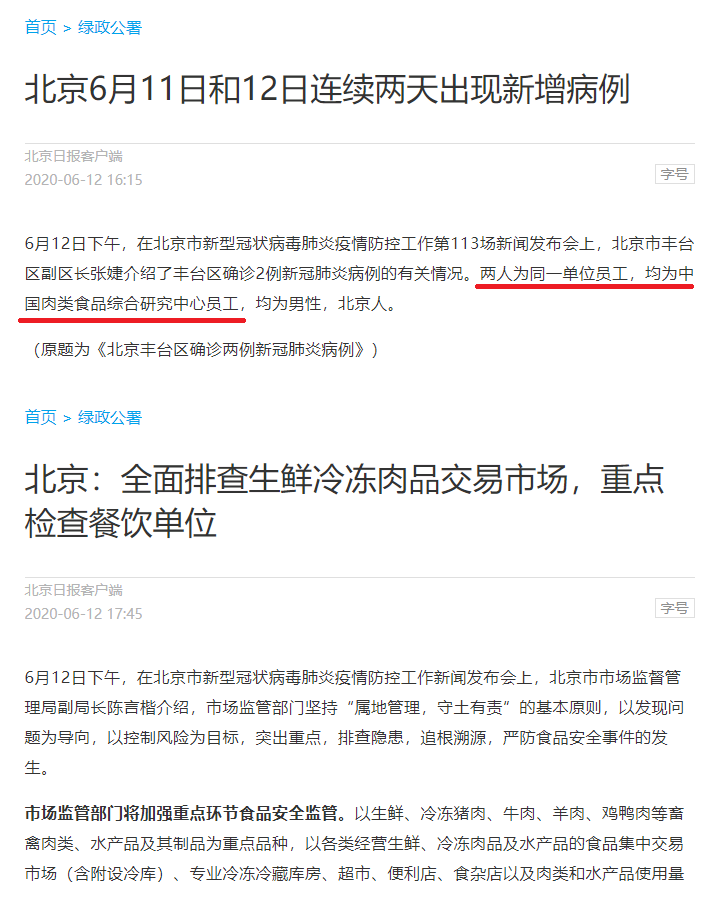 首页 > 绿政公署
北京6月11日和12日连续两天出现新增病例
北京日报客户端
2020-06-12 16:15
字号
6月12日下午，在北京市新型冠状病毒肺炎疫情防控工作第113场新闻发布会上，北京市丰台
区副区长张婕介绍了丰台区确诊2例新冠肺炎病例的有关情况。两人为同一单位员工，均为中
国肉类食品综合研究中心员工，均为男性，北京人。
（原题为《北京丰台区确诊两例新冠肺炎病例》）
首页 > 绿政公署
北京：全面排查生鲜冷冻肉品交易市场，重点
检查餐饮单位
北京日报客户端
2020-06-12 17:45
字号
6月12日下午，在北京市新型冠状病毒肺炎疫情防控工作新闻发布会上，北京市市场监督管
理局副局长陈言楷介绍，市场监管部门坚持“属地管理，守土有责”的基本原则，以发现问
题为导向，以控制风险为目标，突出重点，排查隐患，追根溯源，严防食品安全事件的发
生。
市场监管部门将加强重点环节食品安全监管。以生鲜、冷冻猪肉、牛肉、羊肉、鸡鸭肉等畜
禽肉类、水产品及其制品为重点品种，以各类经营生鲜、冷冻肉品及水产品的食品集中交易
市场（含附设冷库）、专业冷冻冷藏库房、超市、便利店、食杂店以及肉类和水产品使用量